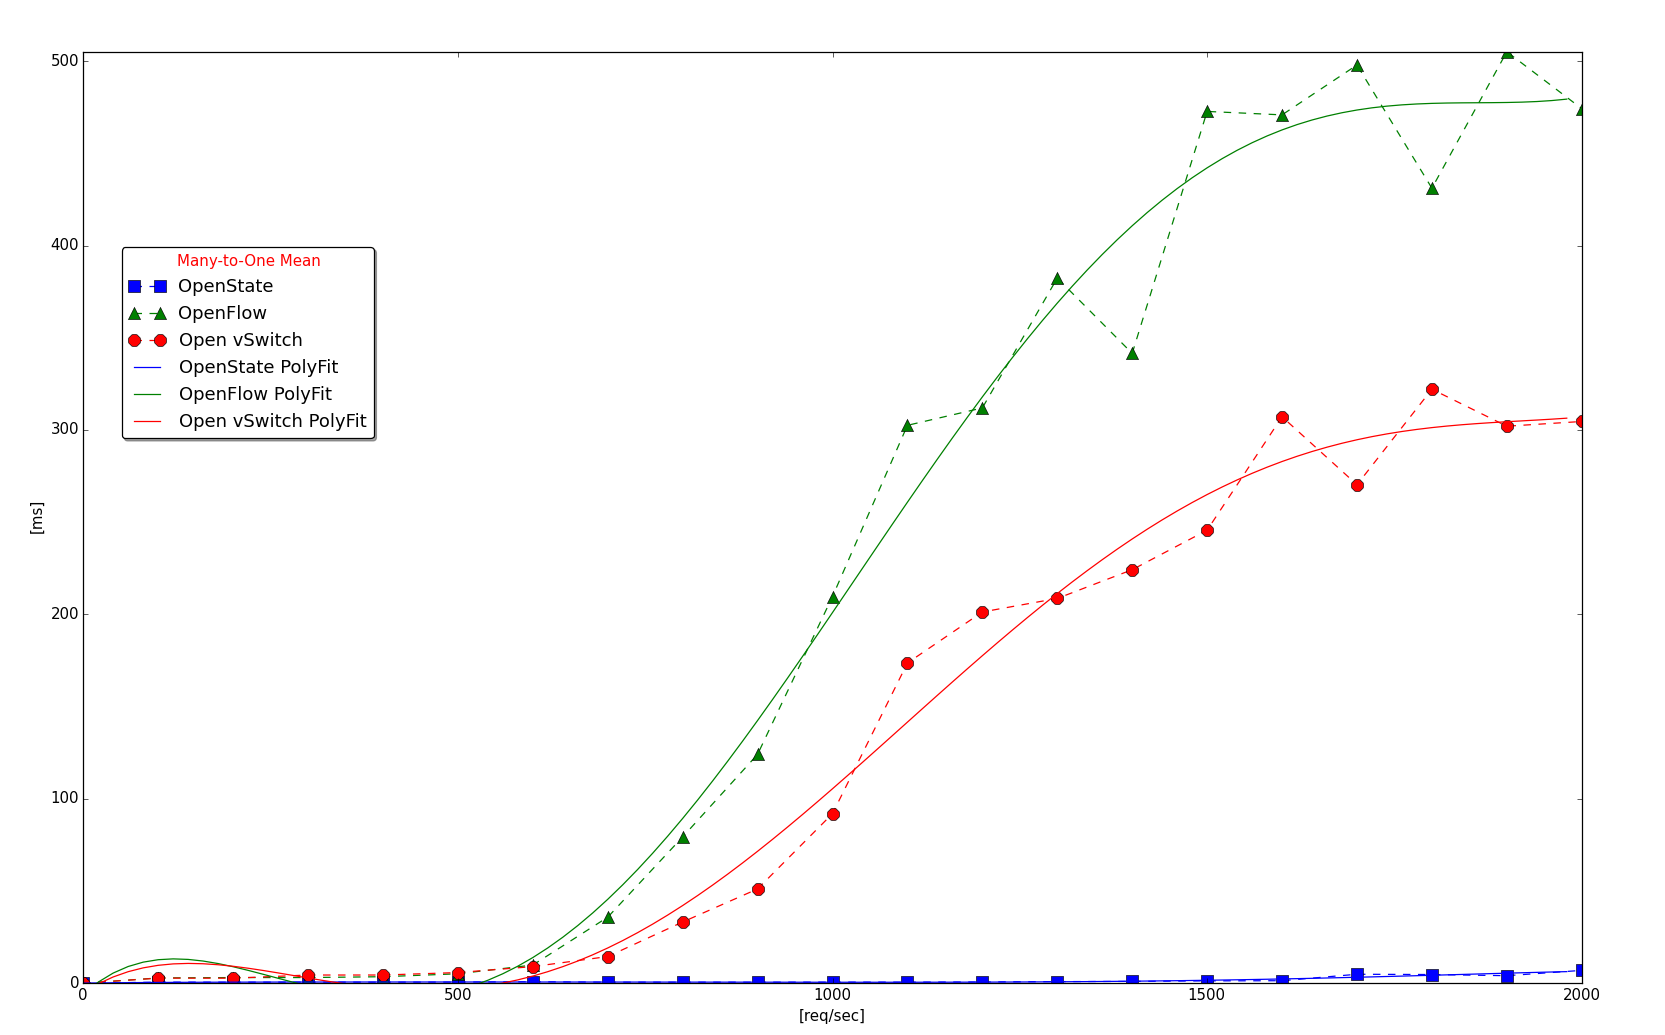 500
400
300
200
100
0
[ms]
Many-to-One Mean
OpenState
OpenFlow
Open vSwitch
OpenState PolyFit
OpenFlow PolyFit
Open vSwitch PolyFit
0 500 1000 1500 2000
[req/sec]